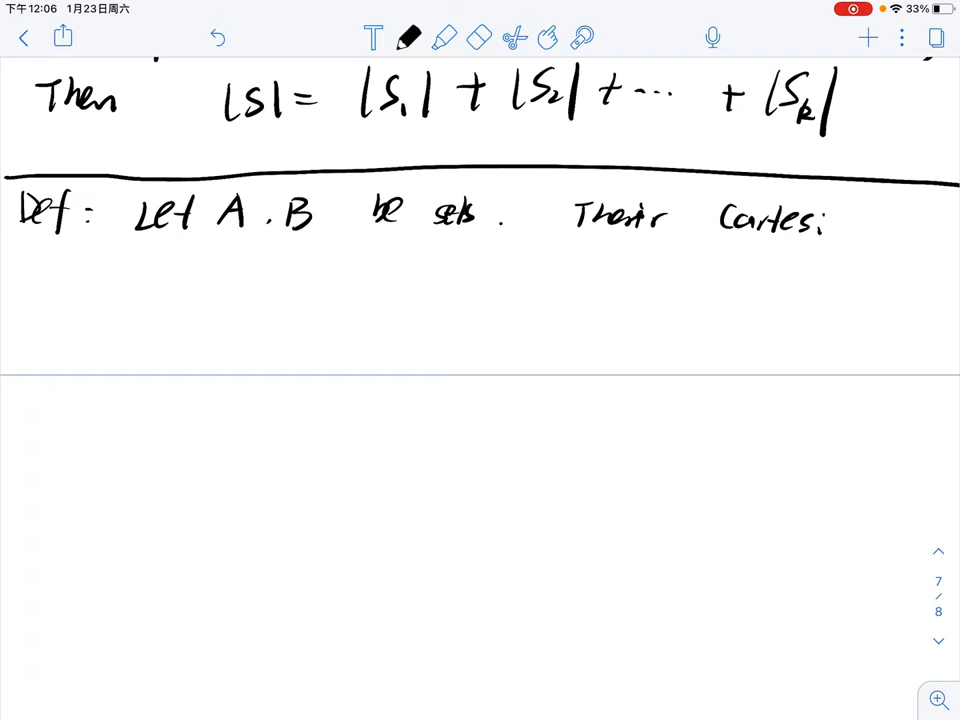 下午12:06 1月23日周六
33%
T
Then |S| = |S₁| + |S₂| + ... + |Sₖ|
Def: Let A, B be sets. Their Cartesi
7
/
8